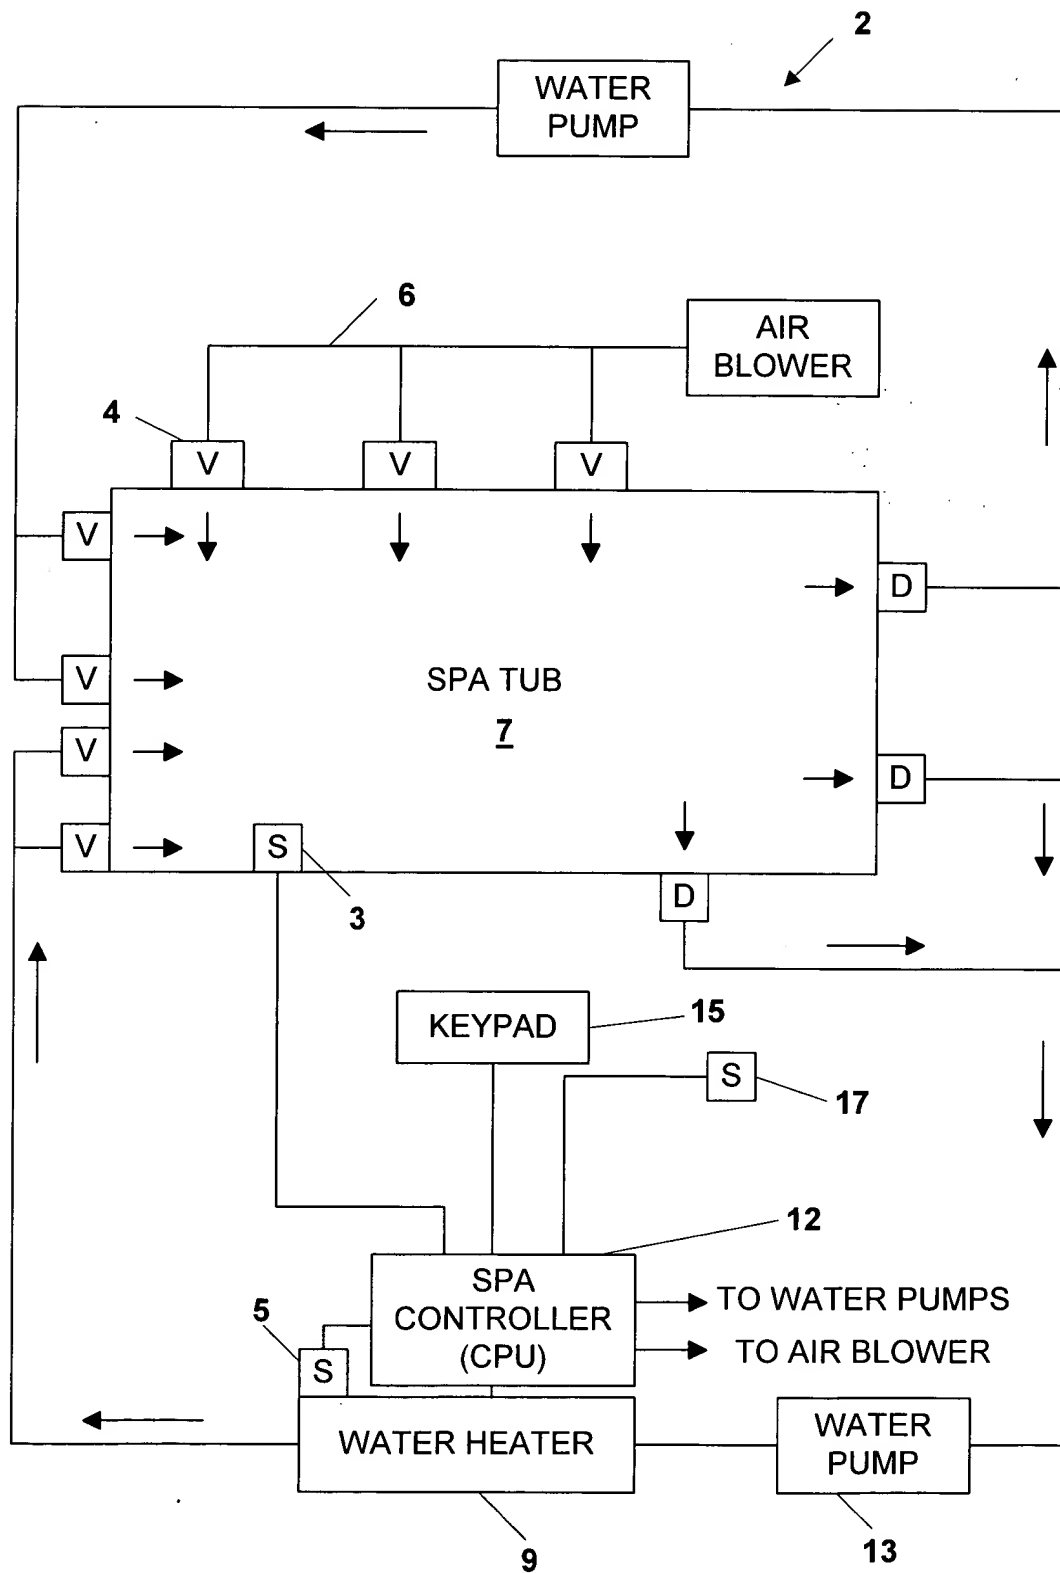 2
WATER
PUMP
6
AIR
BLOWER
4
V
V
V
V
D
V
SPA TUB
7
V
D
V
S
3
D
KEYPAD
15
S
17
12
SPA
CONTROLLER
(CPU)
TO WATER PUMPS
TO AIR BLOWER
5
S
WATER HEATER
WATER
PUMP
9
13